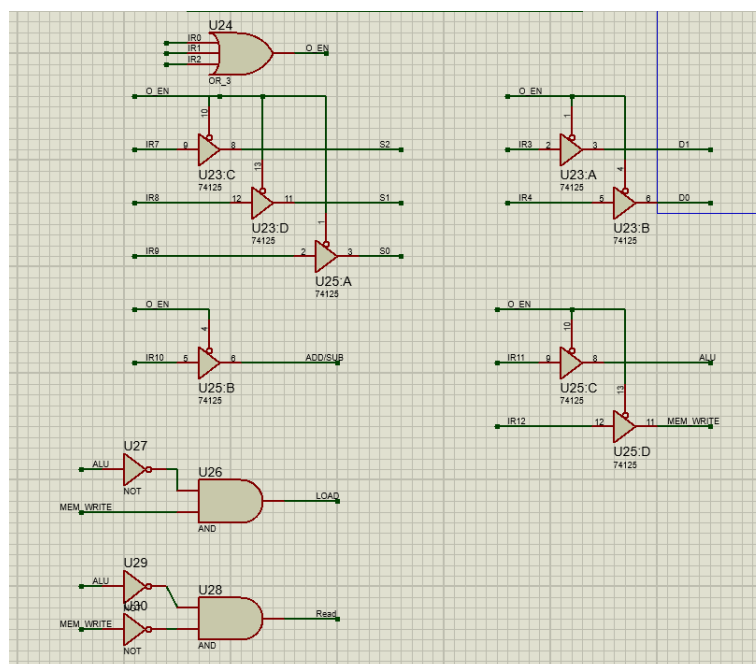 U24
IR0
IR1
IR2
O_EN
OR_3
O_EN
10
IR7 9 8 S2
U23:C
74125
13
IR8 12 11 S1
U23:D
74125
1
IR9 2 3 S0
U25:A
74125
O_EN
1
IR3 2 3 D1
U23:A
74125
4
IR4 5 6 D0
U23:B
74125
O_EN
4
IR10 5 6 ADD/SUB
U25:B
74125
O_EN
10
IR11 9 8 ALU
U25:C
74125
13
IR12 12 11 MEM_WRITE
U25:D
74125
U27
ALU
NOT
U26
LOAD
MEM_WRITE
AND
U29
ALU
NOT
U28
Read
U30
MEM_WRITE
NOT
AND